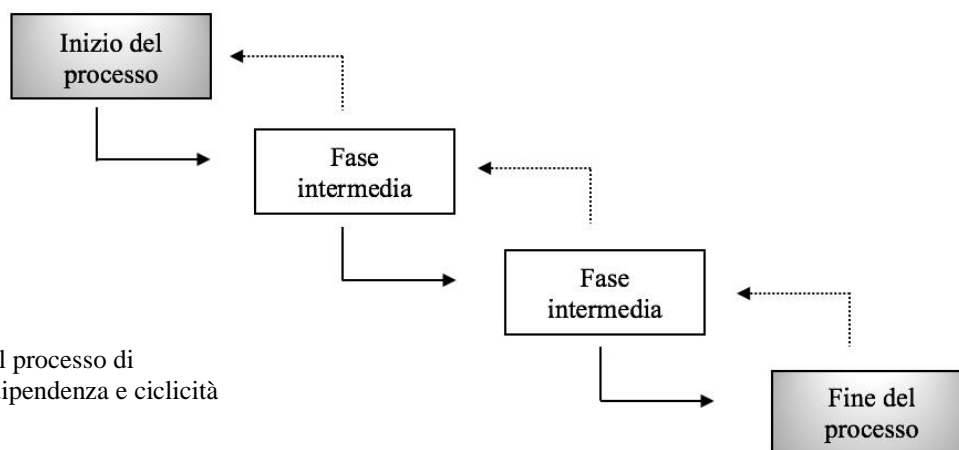 Inizio del
processo
Fase
intermedia
Fase
intermedia
l processo di
ipendenza e ciclicità
Fine del
processo